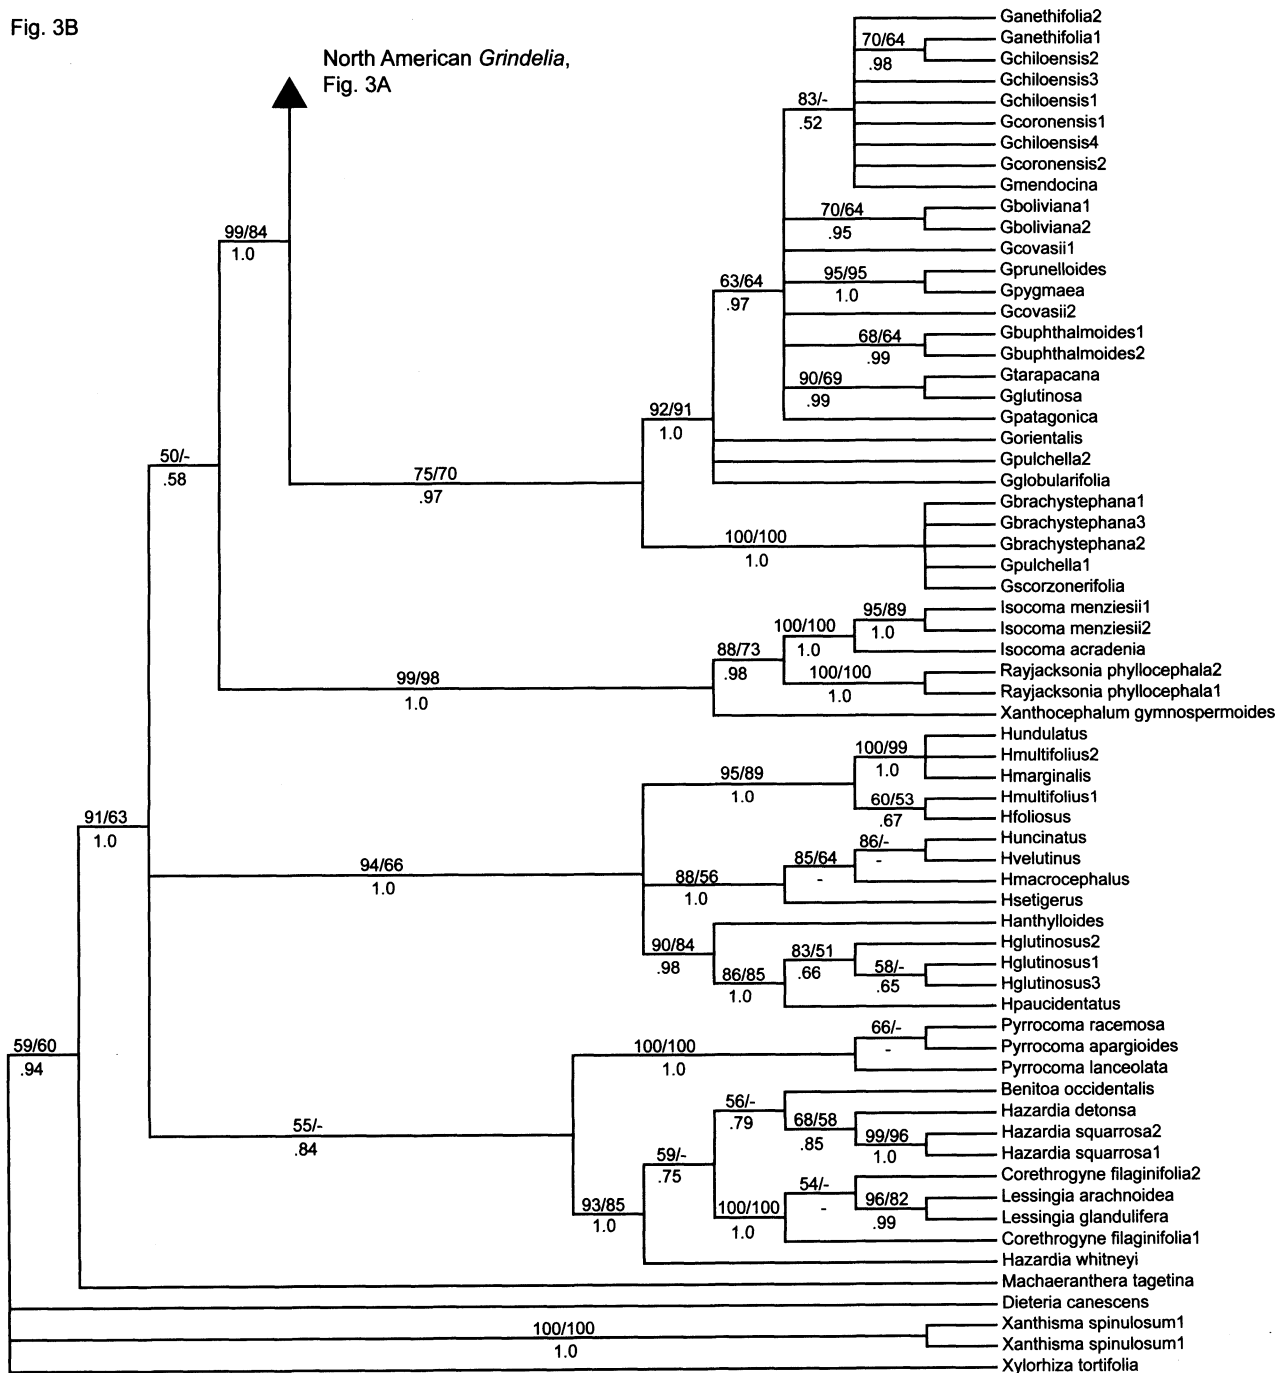 Fig. 3B
North American Grindelia,
Fig. 3A
Ganethifolia2
70/64
Ganethifolia1
.98
Gchiloensis2
Gchiloensis3
83/-
.52
Gchiloensis1
Gcoronensis1
Gchiloensis4
Gcoronensis2
Gmendocina
70/64
.95
Gboliviana1
Gboliviana2
Gcovasii1
95/95
1.0
Gprunelloides
Gpygmaea
63/64
.97
Gcovasii2
68/64
.99
Gbuphthalmoides1
Gbuphthalmoides2
90/69
.99
Gtarapacana
Gglutinosa
Gpatagonica
92/91
1.0
Gorientalis
Gpulchella2
Gglobularifolia
99/84
1.0
50/-
.58
75/70
.97
Gbrachystephana1
Gbrachystephana3
100/100
1.0
Gbrachystephana2
Gpulchella1
Gscorzonerifolia
95/89
1.0
Isocoma menziesii1
Isocoma menziesii2
100/100
1.0
Isocoma acradenia
88/73
.98
100/100
1.0
Rayjacksonia phyllocephala2
Rayjacksonia phyllocephala1
99/98
1.0
Xanthocephalum gymnospermoides
Hundulatus
100/99
1.0
Hmultifolius2
Hmarginalis
95/89
1.0
60/53
.67
Hmultifolius1
Hfoliosus
91/63
1.0
86/-
-
Huncinatus
Hvelutinus
85/64
-
Hmacrocephalus
94/66
1.0
88/56
1.0
Hsetigerus
Hanthylloides
90/84
.98
83/51
.66
Hglutinosus2
58/-
.65
Hglutinosus1
Hglutinosus3
86/85
1.0
Hpaucidentatus
59/60
.94
66/-
-
Pyrrocoma racemosa
Pyrrocoma apargioides
100/100
1.0
Pyrrocoma lanceolata
56/-
.79
Benitoa occidentalis
68/58
.85
Hazardia detonsa
55/-
.84
99/96
1.0
Hazardia squarrosa2
Hazardia squarrosa1
59/-
.75
54/-
-
Corethrogyne filaginifolia2
96/82
.99
Lessingia arachnoidea
Lessingia glandulifera
93/85
1.0
100/100
1.0
Corethrogyne filaginifolia1
Hazardia whitneyi
Machaeranthera tagetina
Dieteria canescens
100/100
1.0
Xanthisma spinulosum1
Xanthisma spinulosum1
Xylorhiza tortifolia